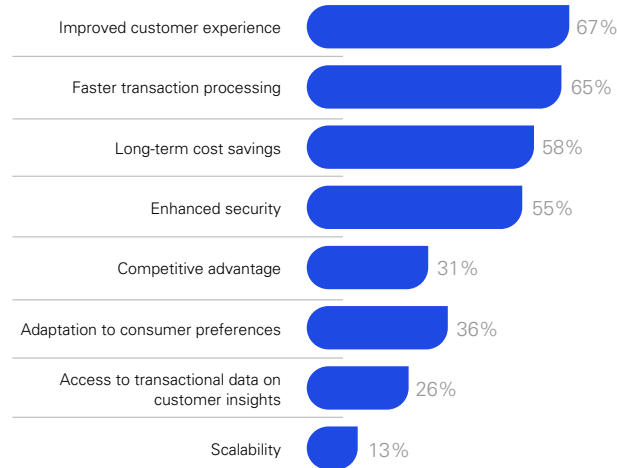 Improved customer experience 67%
Faster transaction processing 65%
Long-term cost savings 58%
Enhanced security 55%
Competitive advantage 31%
Adaptation to consumer preferences 36%
Access to transactional data on
customer insights 26%
Scalability 13%